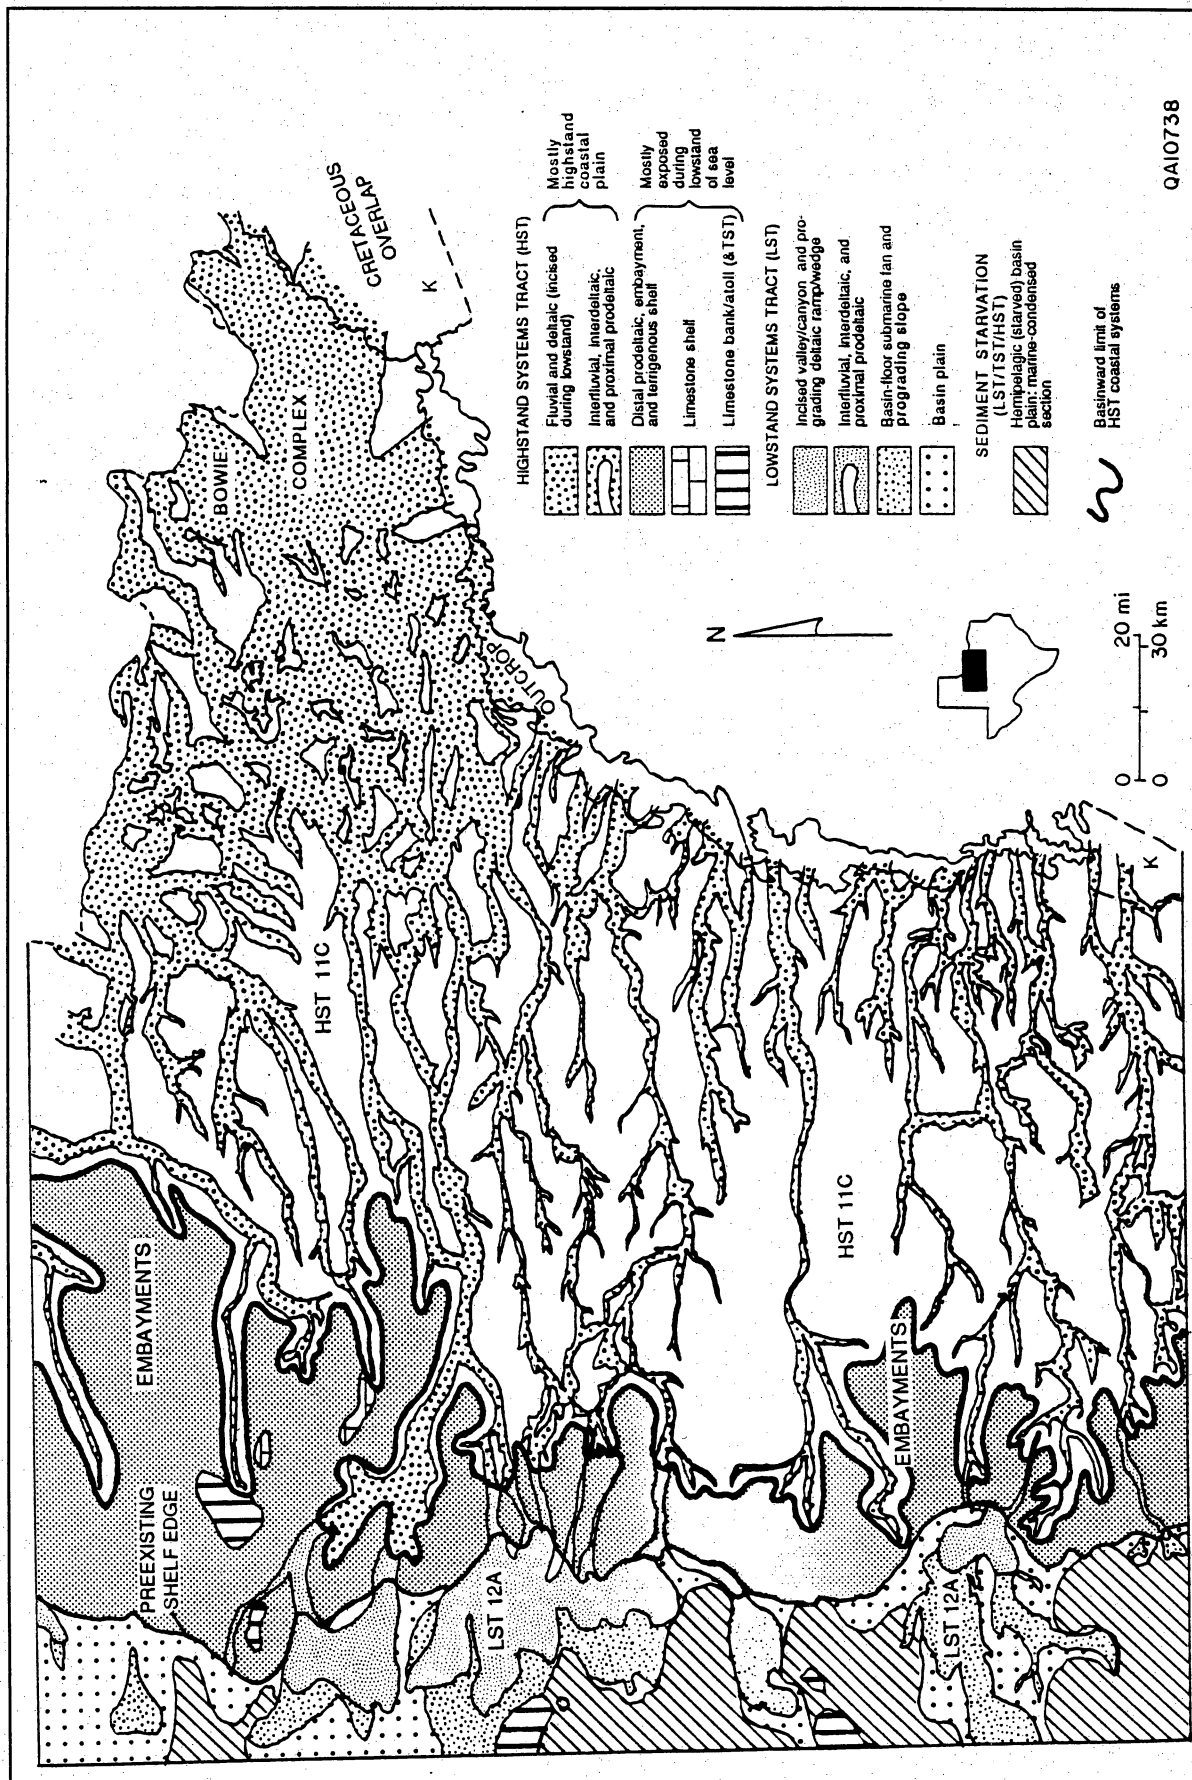 CRETACEOUS
OVERLAP
K
BOWIE
COMPLEX
OUTCROP
HST 11C
EMBAYMENTS
PREEXISTING
SHELF EDGE
LST 12A
HST 11C
EMBAYMENTS
LST 12A
K
N
0 20 mi
0 30 km
HIGHSTAND SYSTEMS TRACT (HST)
Fluvial and deltaic (incised
during lowstand)
Interfluvial, Interdeltaic,
and proximal prodeltaic
Mostly
highstand
coastal
plain
Distal prodeltaic, embayment,
and terrigenous shelf
Limestone shelf
Limestone bank/atoll (& TST)
Mostly
exposed
during
lowstand
of sea
level
LOWSTAND SYSTEMS TRACT (LST)
Incised valley/canyon and pro-
grading deltaic ramp/wedge
Interfluvial, Interdeltaic, and
proximal prodeltaic
Basin-floor submarine fan and
prograding slope
Basin plain
SEDIMENT STARVATION
(LST/TST/HST)
Hemipelagic (starved) basin
plain: marine-condensed
section
Basinward limit of
HST coastal systems
QA10738